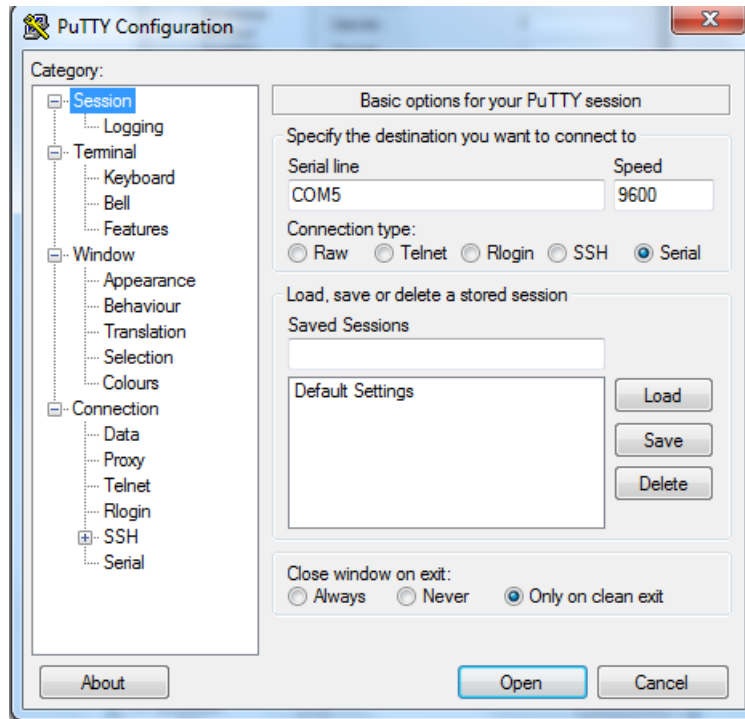 PuTTY Configuration
Category:
Session
Logging
Terminal
Keyboard
Bell
Features
Window
Appearance
Behaviour
Translation
Selection
Colours
Connection
Data
Proxy
Telnet
Rlogin
SSH
Serial
Basic options for your PuTTY session
Specify the destination you want to connect to
Serial line Speed
COM5 9600
Connection type:
Raw Telnet Rlogin SSH Serial
Load, save or delete a stored session
Saved Sessions
Default Settings
Load
Save
Delete
Close window on exit:
Always Never Only on clean exit
About Open Cancel